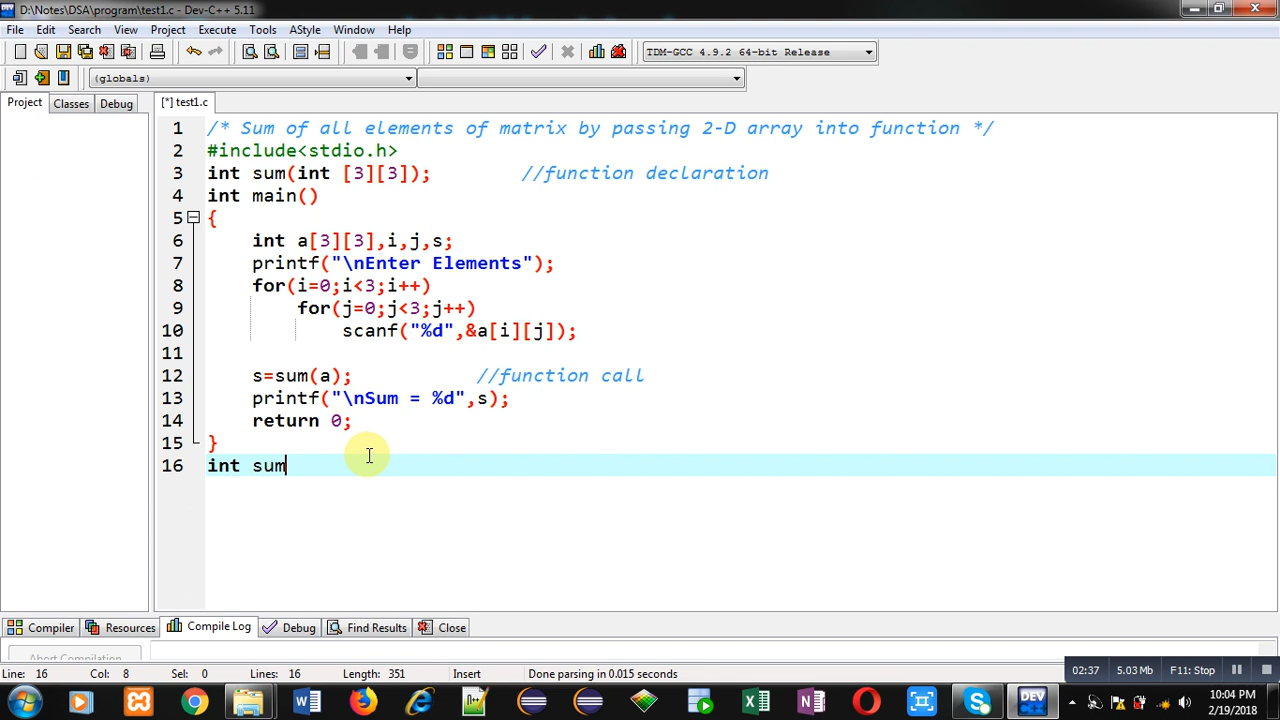 D:\Notes\DSA\program\test1.c - Dev-C++ 5.11
File Edit Search View Project Execute Tools AStyle Window Help
TDM-GCC 4.9.2 64-bit Release
(globals)
Project Classes Debug [*] test1.c
1 /* Sum of all elements of matrix by passing 2-D array into function */
2 #include<stdio.h>
3 int sum(int [3][3]); //function declaration
4 int main()
5 {
6 int a[3][3],i,j,s;
7 printf("\nEnter Elements");
8 for(i=0;i<3;i++)
9 for(j=0;j<3;j++)
10 scanf("%d",&a[i][j]);
11
12 s=sum(a); //function call
13 printf("\nSum = %d",s);
14 return 0;
15 }
16 int sum
Compiler Resources Compile Log Debug Find Results Close
Abort Compilation
Line: 16 Col: 8 Sel: 0 Lines: 16 Length: 351 Insert Done parsing in 0.015 seconds
02:37 5.03 Mb F11: Stop
DEV
10:04 PM
2/19/2018